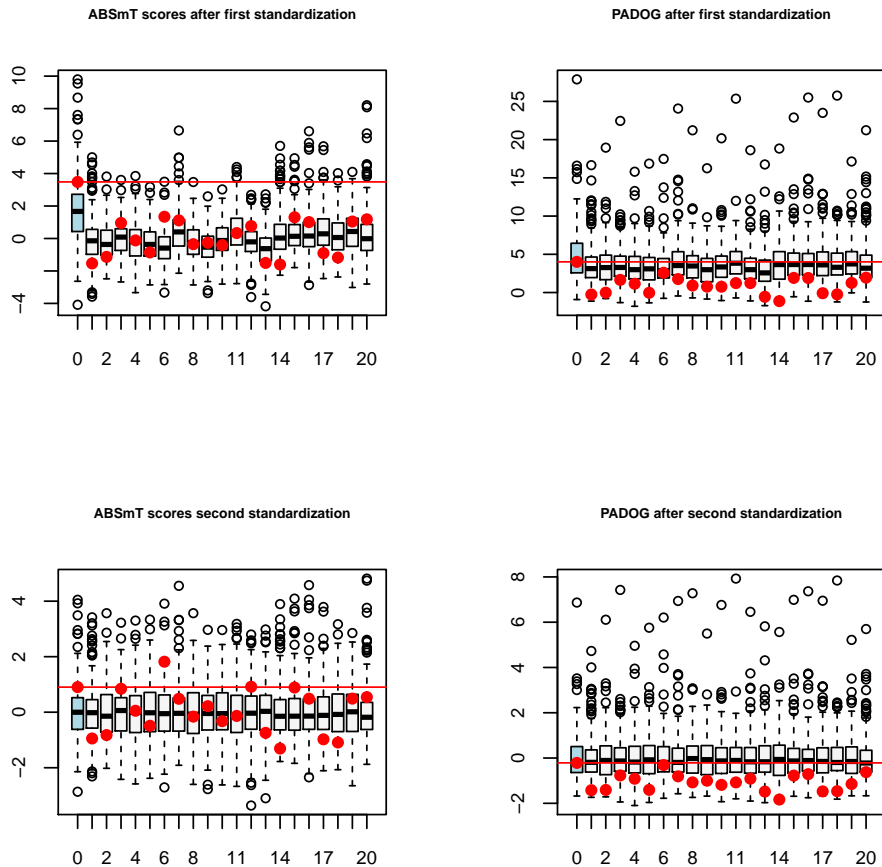 ABSmT scores after first standardization
−4 0 2 4 6 8 10
0 2 4 6 8 11 14 17 20
PADOG after first standardization
0 5 10 15 20 25
0 2 4 6 8 11 14 17 20
ABSmT scores second standardization
−2 0 2 4
0 2 4 6 8 11 14 17 20
PADOG after second standardization
−2 0 2 4 6 8
0 2 4 6 8 11 14 17 20